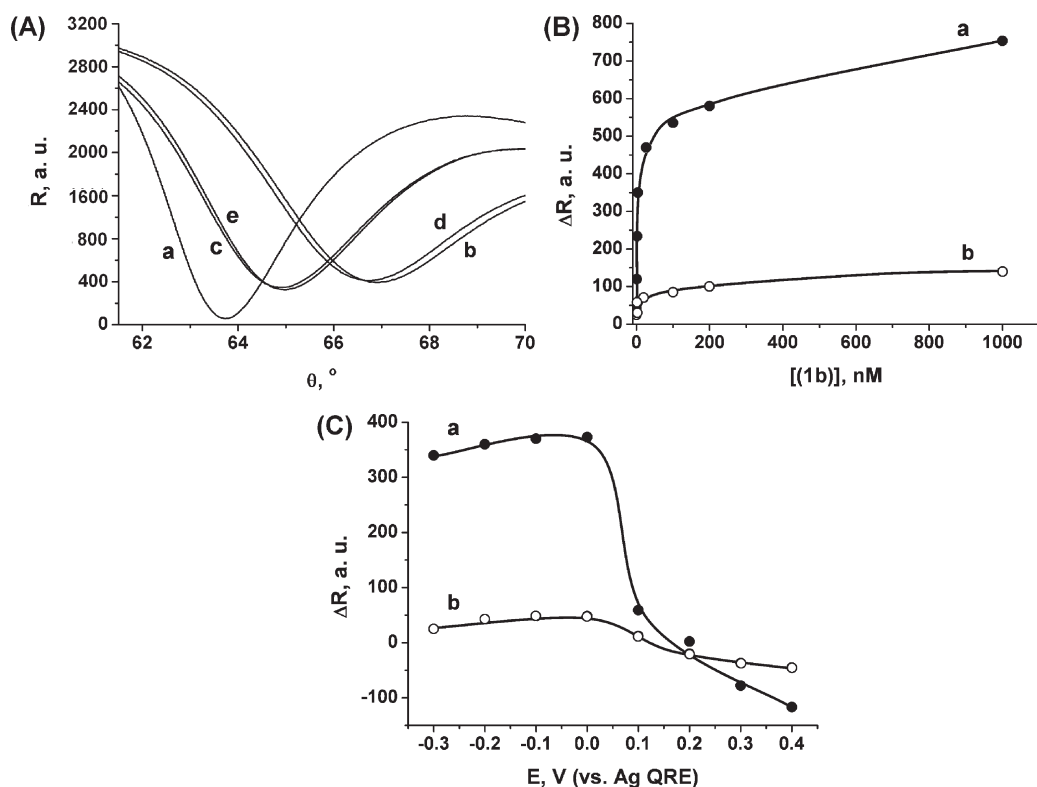 (A)
3200
2800
2400
2000
1600
800
400
0
R, a. u.
a
c
e
d
b
62
64
66
68
70
θ, °
(B)
800
700
600
500
400
300
200
100
0
ΔR, a. u.
a
b
0
200
400
600
800
1000
[(1b)], nM
(C)
400
300
200
100
0
-100
ΔR, a. u.
a
b
-0.3
-0.2
-0.1
0.0
0.1
0.2
0.3
0.4
E, V (vs. Ag QRE)